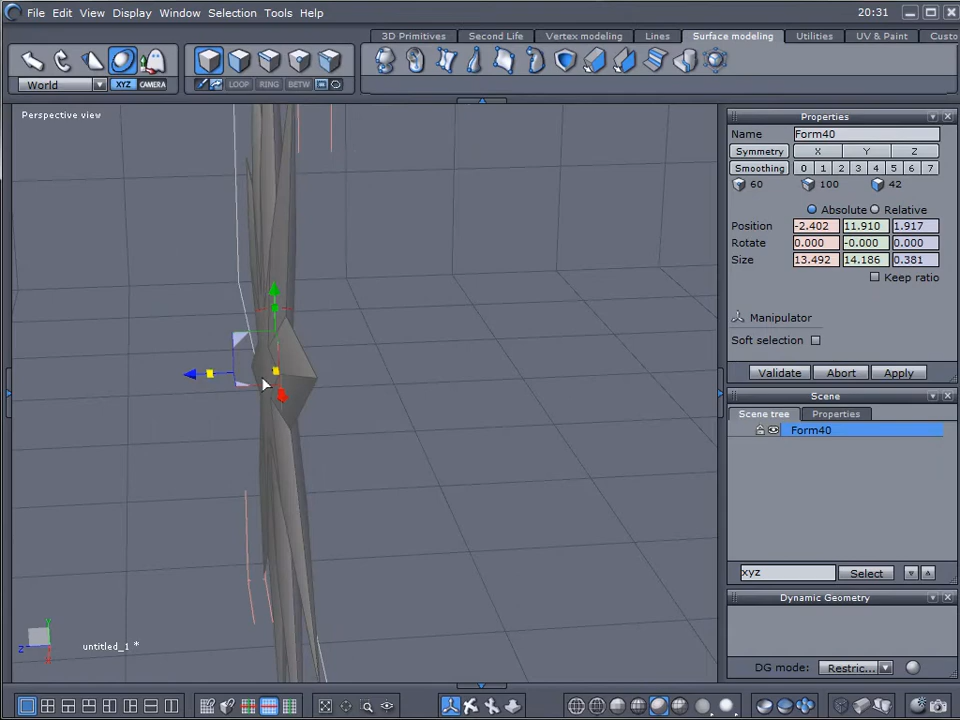 File Edit View Display Window Selection Tools Help 20:31
3D Primitives Second Life Vertex modeling Lines Surface modeling Utilities UV & Paint Custo
World XYZ CAMERA LOOP RING BETW
Perspective view
Properties
Name Form40
Symmetry X Y Z
Smoothing 0 1 2 3 4 5 6 7
60 100 42
Absolute Relative
Position -2.402 11.910 1.917
Rotate 0.000 -0.000 0.000
Size 13.492 14.186 0.381
Keep ratio
Manipulator
Soft selection
Validate Abort Apply
Scene
Scene tree Properties
Form40
xyz Select
Dynamic Geometry
DG mode: Restric...
Y
Z
untitled_1 *